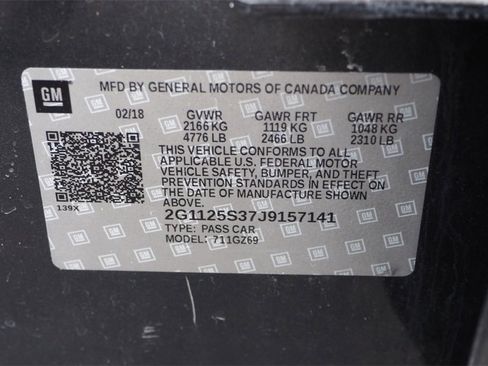 GM
MFD BY GENERAL MOTORS OF CANADA COMPANY
02/18 GVWR GAWR FRT GAWR RR
2166 KG 1119 KG 1048 KG
4776 LB 2466 LB 2310 LB
THIS VEHICLE CONFORMS TO ALL
APPLICABLE U.S. FEDERAL MOTOR
VEHICLE SAFETY, BUMPER, AND THEFT
PREVENTION STANDARDS IN EFFECT ON
THE DATE OF MANUFACTURE SHOWN
ABOVE.
139X
2G1125S37J9157141
TYPE: PASS CAR
MODEL: 711GZ69